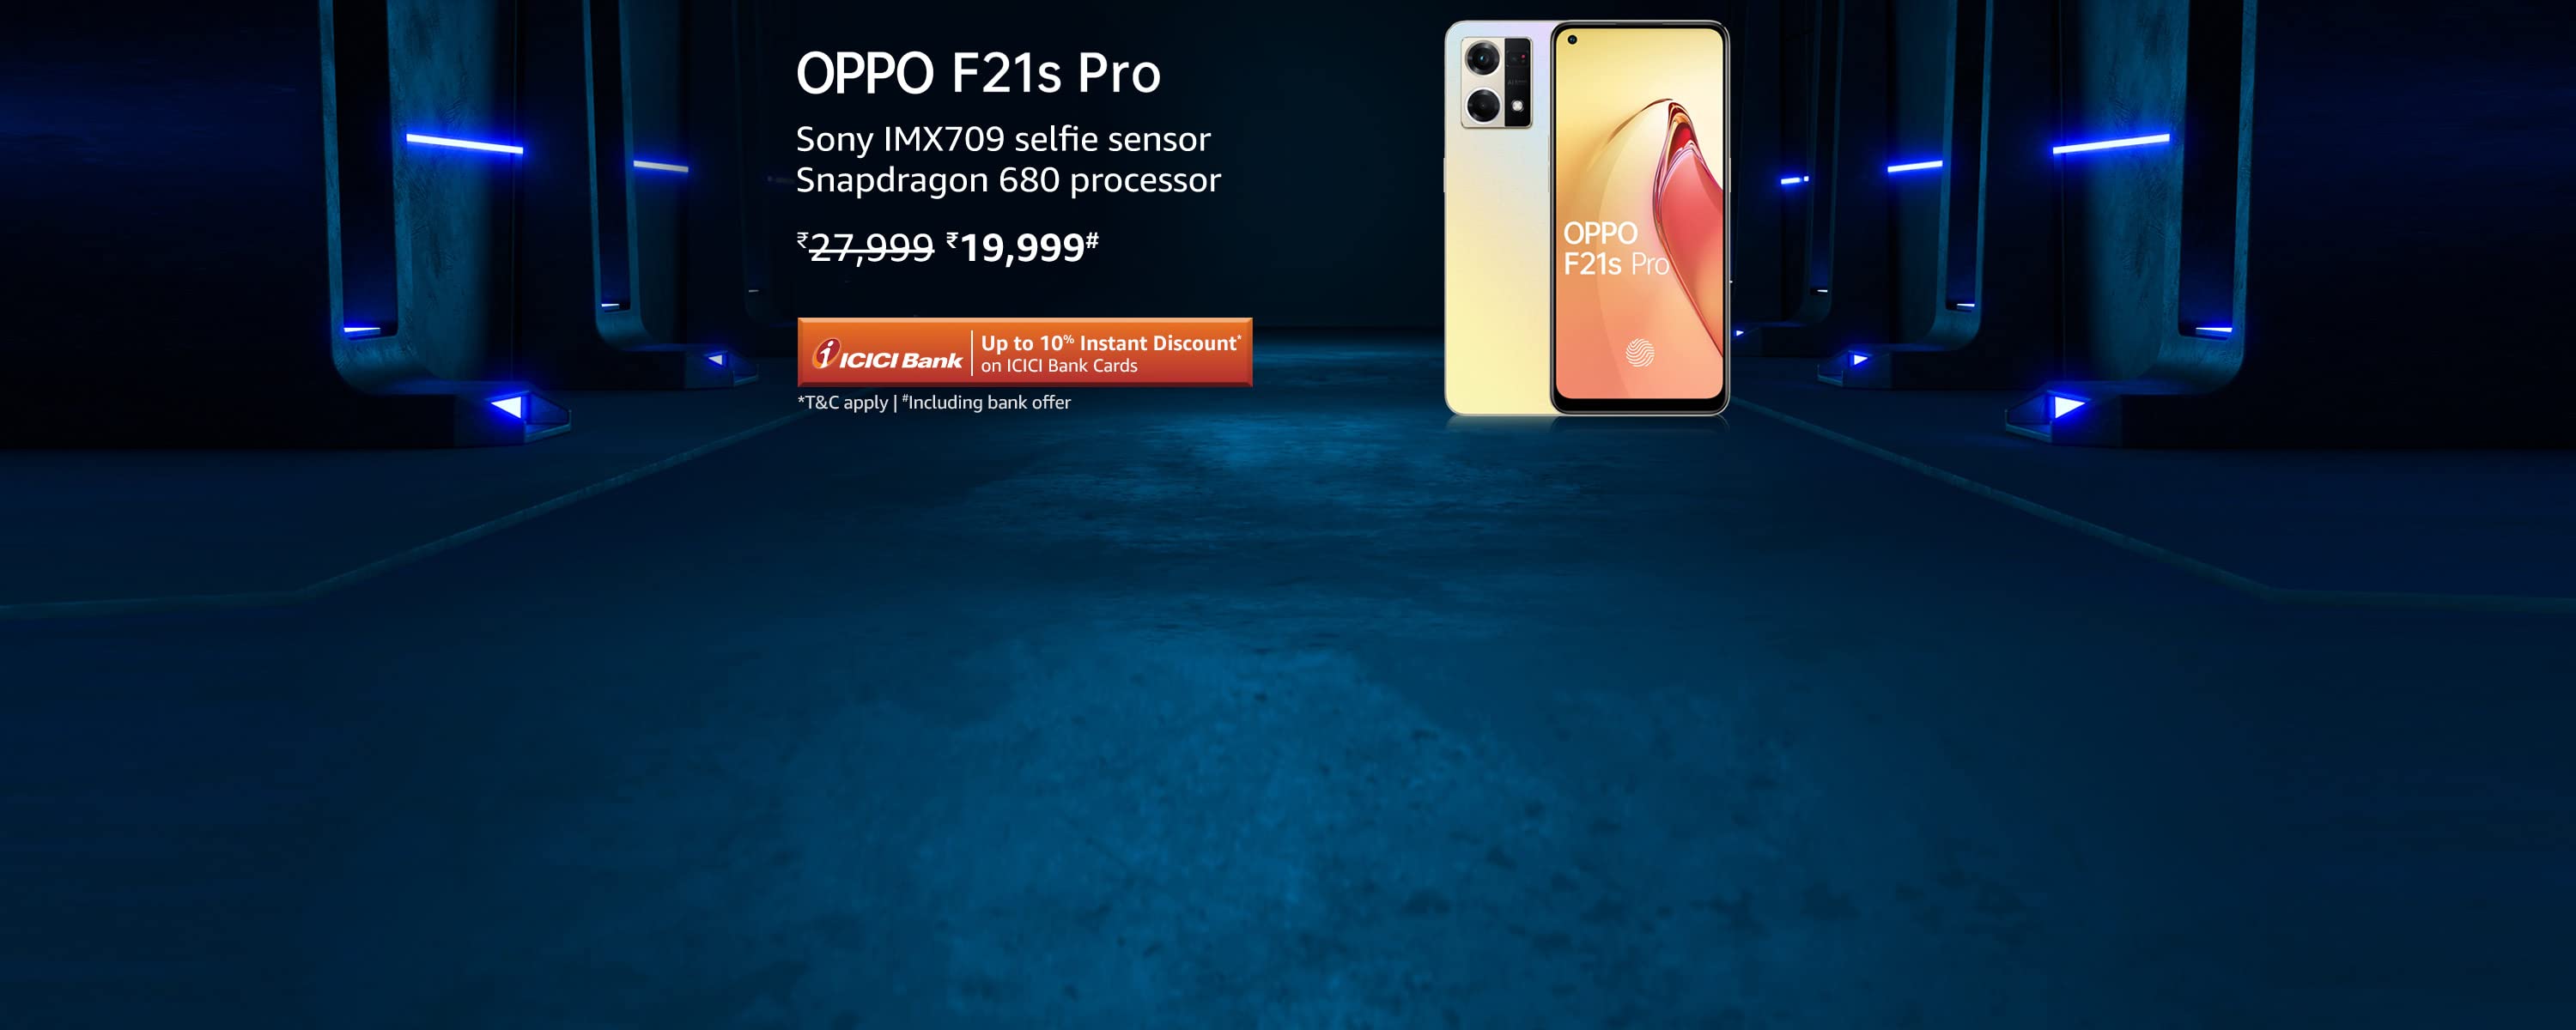 OPPO F21s Pro
Sony IMX709 selfie sensor
Snapdragon 680 processor
₹27,999 ₹19,999#
ICICI Bank
Up to 10% Instant Discount*
on ICICI Bank Cards
*T&C apply | #Including bank offer
OPPO
F21s Pro